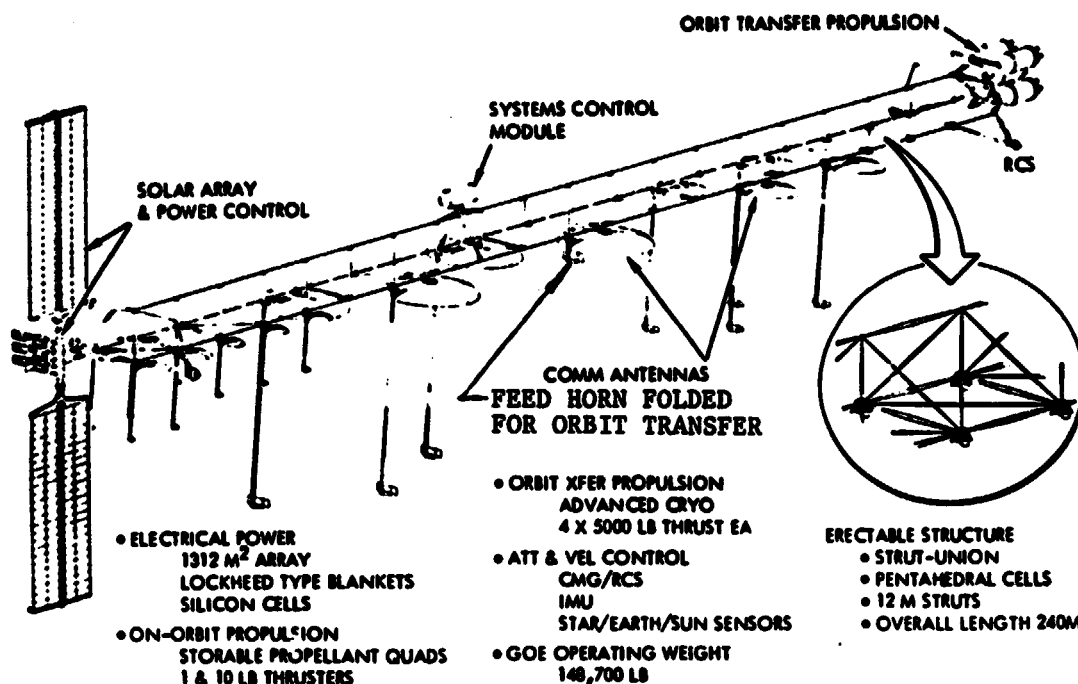 ORBIT TRANSFER PROPULSION
SYSTEMS CONTROL
MODULE
RCS
SOLAR ARRAY
& POWER CONTROL
COMM ANTENNAS
FEED HORN FOLDED
FOR ORBIT TRANSFER
• ELECTRICAL POWER
1312 M² ARRAY
LOCKHEED TYPE BLANKETS
SILICON CELLS
• ON-ORBIT PROPULSION
STORABLE PROPELLANT QUADS
1 & 10 LB THRUSTERS
• ORBIT XFER PROPULSION
ADVANCED CRYO
4 X 5000 LB THRUST EA
• ATT & VEL CONTROL
CMG/RCS
IMU
STAR/EARTH/SUN SENSORS
• GOE OPERATING WEIGHT
148,700 LB
ERECTABLE STRUCTURE
• STRUT-UNION
• PENTAHEDRAL CELLS
• 12 M STRUTS
• OVERALL LENGTH 240M